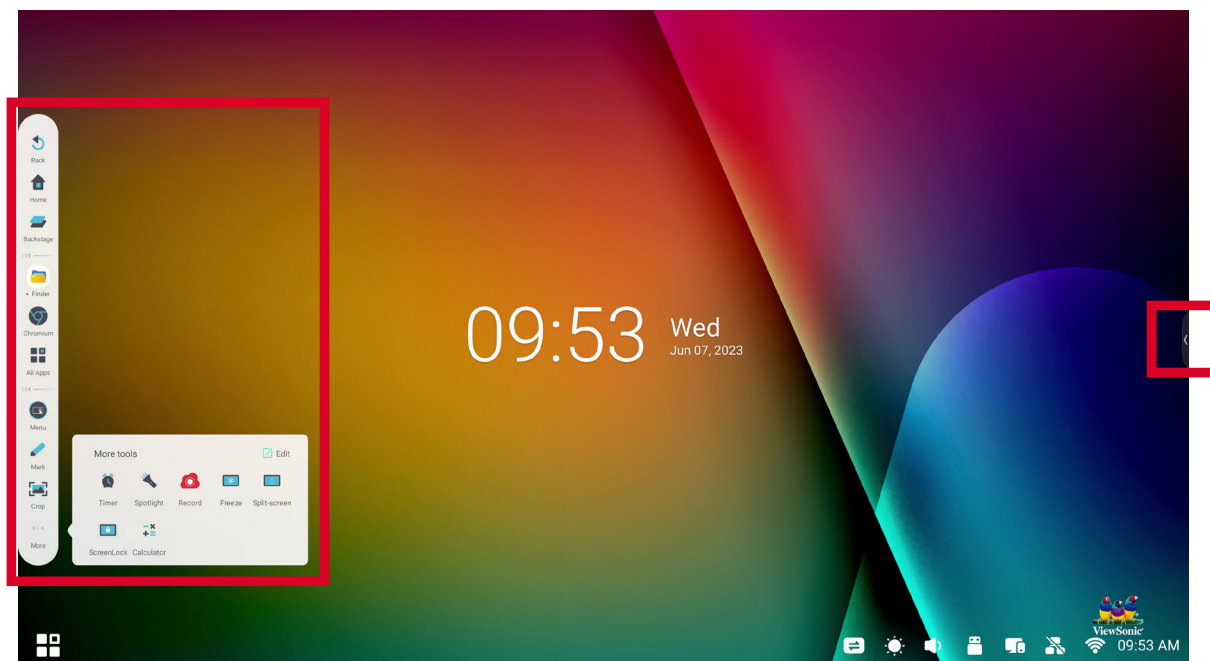 Back
Home
Backstage
Finder
Chromium
All Apps
Menu
Mark
Crop
More
More tools
Edit
Timer Spotlight Record Freeze Split-screen
ScreenLock Calculator
09:53
Wed
Jun 07, 2023
ViewSonic
09:53 AM